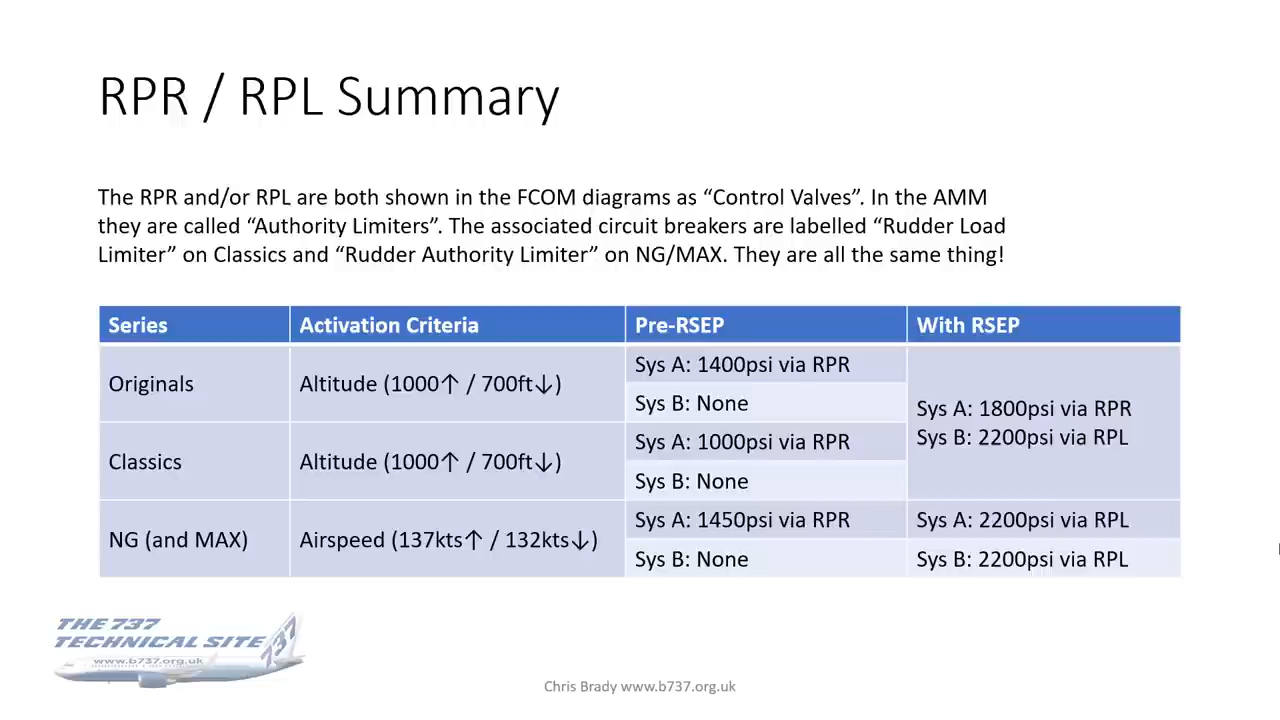 RPR / RPL Summary
The RPR and/or RPL are both shown in the FCOM diagrams as “Control Valves”. In the AMM
they are called “Authority Limiters”. The associated circuit breakers are labelled “Rudder Load
Limiter” on Classics and “Rudder Authority Limiter” on NG/MAX. They are all the same thing!
Series
Activation Criteria
Pre-RSEP
With RSEP
Originals
Altitude (1000↑ / 700ft↓)
Sys A: 1400psi via RPR
Sys B: None
Sys A: 1800psi via RPR
Sys B: 2200psi via RPL
Classics
Altitude (1000↑ / 700ft↓)
Sys A: 1000psi via RPR
Sys B: None
NG (and MAX)
Airspeed (137kts↑ / 132kts↓)
Sys A: 1450psi via RPR
Sys B: None
Sys A: 2200psi via RPL
Sys B: 2200psi via RPL
THE 737
TECHNICAL SITE
737
www.b737.org.uk
Chris Brady www.b737.org.uk